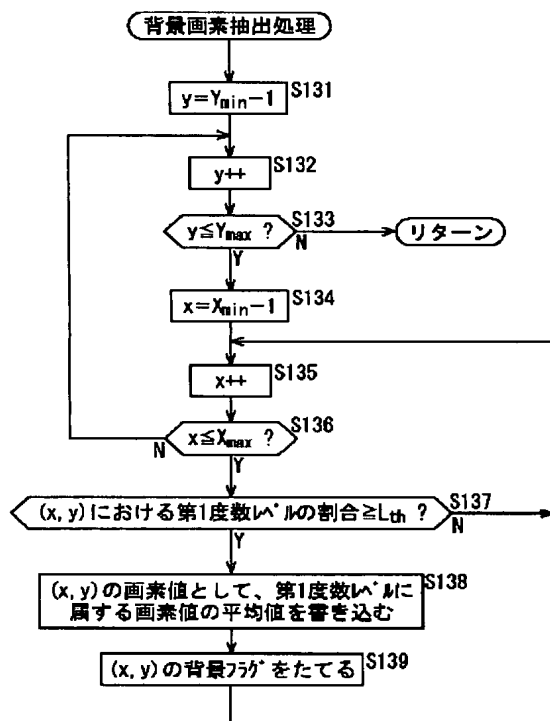 背景画素抽出処理
S131
y=Ymin-1
S132
y++
S133
y≦Ymax ?
N
リターン
Y
S134
x=Xmin-1
S135
x++
S136
x≦Xmax ?
N
Y
S137
(x,y)における第1度数ﾚﾍﾞﾙの割合≧Lth ?
N
Y
S138
(x,y)の画素値として、第1度数ﾚﾍﾞﾙに
属する画素値の平均値を書き込む
S139
(x,y)の背景ﾌﾗｸﾞをたてる